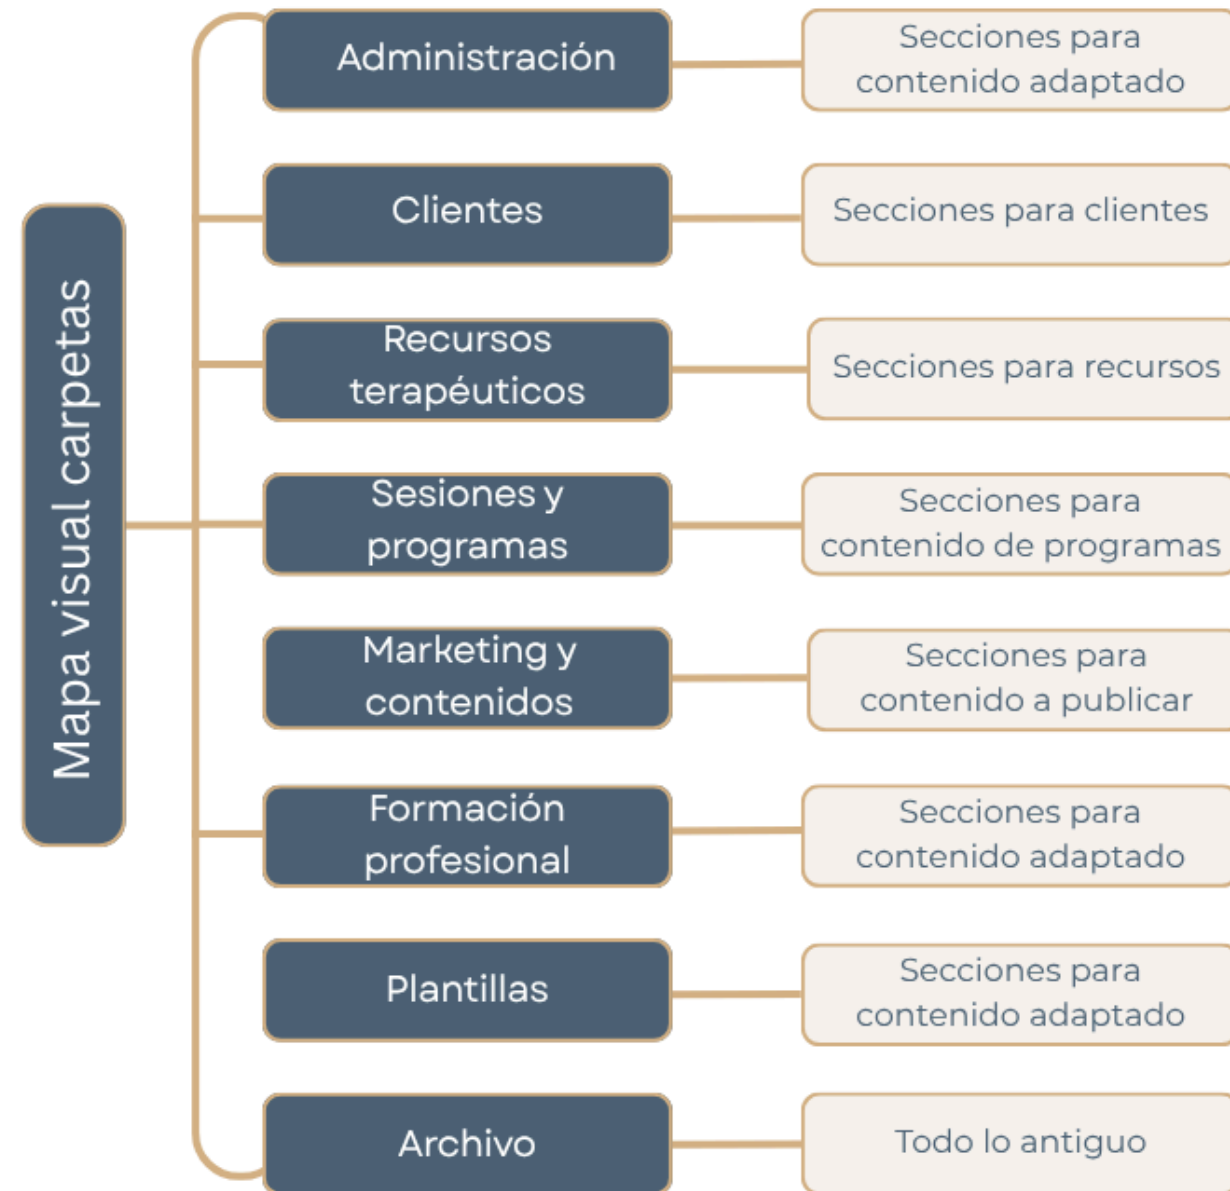 Mapa visual carpetas
Administración
Secciones para
contenido adaptado
Clientes
Secciones para clientes
Recursos
terapéuticos
Secciones para recursos
Sesiones y
programas
Secciones para
contenido de programas
Marketing y
contenidos
Secciones para
contenido a publicar
Formación
profesional
Secciones para
contenido adaptado
Plantillas
Secciones para
contenido adaptado
Archivo
Todo lo antiguo